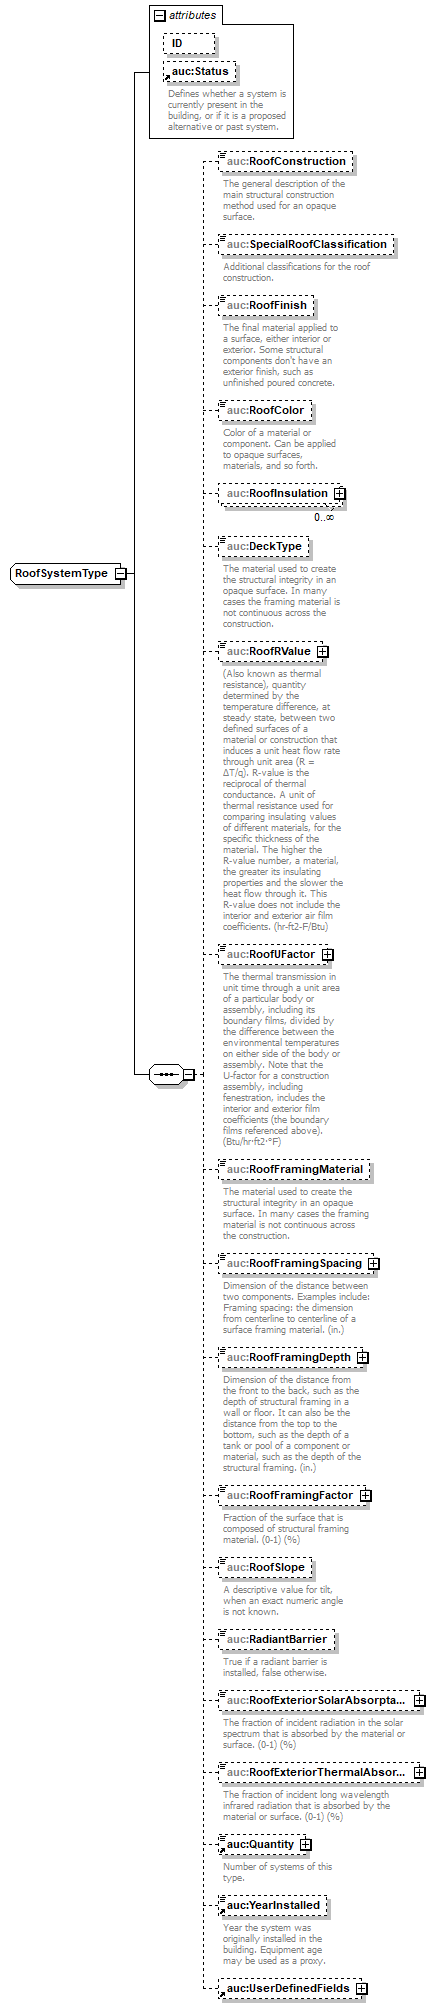 attributes
ID
auc:Status
Defines whether a system is
currently present in the
building, or if it is a proposed
alternative or past system.
auc:RoofConstruction
The general description of the
main structural construction
method used for an opaque
surface.
auc:SpecialRoofClassification
Additional classifications for the roof
construction.
auc:RoofFinish
The final material applied to
a surface, either interior or
exterior. Some structural
components don't have an
exterior finish, such as
unfinished poured concrete.
auc:RoofColor
Color of a material or
component. Can be applied
to opaque surfaces,
materials, and so forth.
auc:RoofInsulation
0..∞
auc:DeckType
The material used to create
the structural integrity in an
opaque surface. In many
cases the framing material is
not continuous across the
construction.
RoofSystemType
auc:RoofRValue
(Also known as thermal
resistance), quantity
determined by the
temperature difference, at
steady state, between two
defined surfaces of a
material or construction that
induces a unit heat flow rate
through unit area (R =
ΔT/q). R-value is the
reciprocal of thermal
conductance. A unit of
thermal resistance used for
comparing insulating values
of different materials, for the
specific thickness of the
material. The higher the
R-value number, a material,
the greater its insulating
properties and the slower the
heat flow through it. This
R-value does not include the
interior and exterior air film
coefficients. (hr-ft2-F/Btu)
auc:RoofUFactor
The thermal transmission in
unit time through a unit area
of a particular body or
assembly, including its
boundary films, divided by
the difference between the
environmental temperatures
on either side of the body or
assembly. Note that the
U-factor for a construction
assembly, including
fenestration, includes the
interior and exterior film
coefficients (the boundary
films referenced above).
(Btu/hr·ft2·°F)
auc:RoofFramingMaterial
The material used to create the
structural integrity in an opaque
surface. In many cases the framing
material is not continuous across
the construction.
auc:RoofFramingSpacing
Dimension of the distance between
two components. Examples include:
Framing spacing: the dimension
from centerline to centerline of a
surface framing material. (in.)
auc:RoofFramingDepth
Dimension of the distance from
the front to the back, such as the
depth of structural framing in a
wall or floor. It can also be the
distance from the top to the
bottom, such as the depth of a
tank or pool of a component or
material, such as the depth of the
structural framing. (in.)
auc:RoofFramingFactor
Fraction of the surface that is
composed of structural framing
material. (0-1) (%)
auc:RoofSlope
A descriptive value for tilt,
when an exact numeric angle
is not known.
auc:RadiantBarrier
True if a radiant barrier is
installed, false otherwise.
auc:RoofExteriorSolarAbsorpta...
The fraction of incident radiation in the solar
spectrum that is absorbed by the material or
surface. (0-1) (%)
auc:RoofExteriorThermalAbsor...
The fraction of incident long wavelength
infrared radiation that is absorbed by the
material or surface. (0-1) (%)
auc:Quantity
Number of systems of this
type.
auc:YearInstalled
Year the system was
originally installed in the
building. Equipment age
may be used as a proxy.
auc:UserDefinedFields